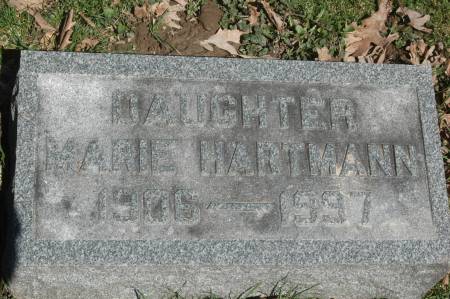 DAUGHTER
MARIE HARTMANN
1906 — 1997